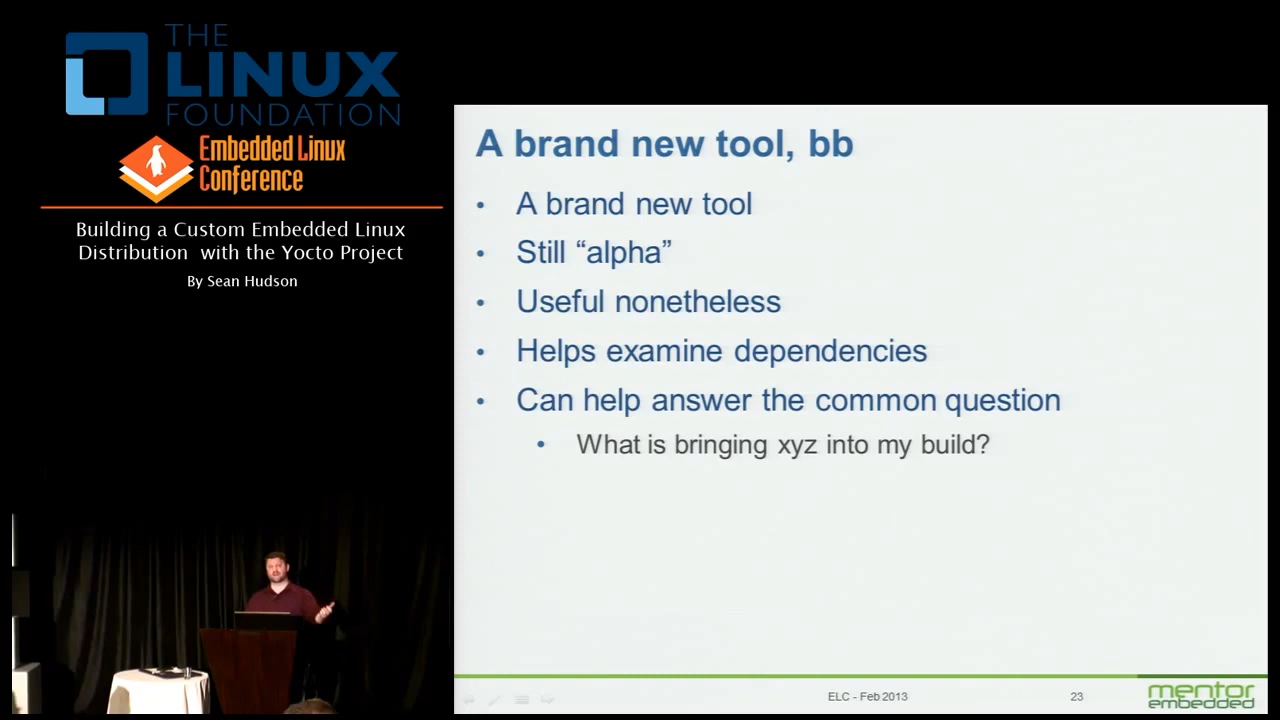 THE
LINUX
FOUNDATION
Embedded Linux
Conference
Building a Custom Embedded Linux
Distribution with the Yocto Project
By Sean Hudson
A brand new tool, bb
• A brand new tool
• Still “alpha”
• Useful nonetheless
• Helps examine dependencies
• Can help answer the common question
• What is bringing xyz into my build?
ELC - Feb 2013
23
mentor
embedded